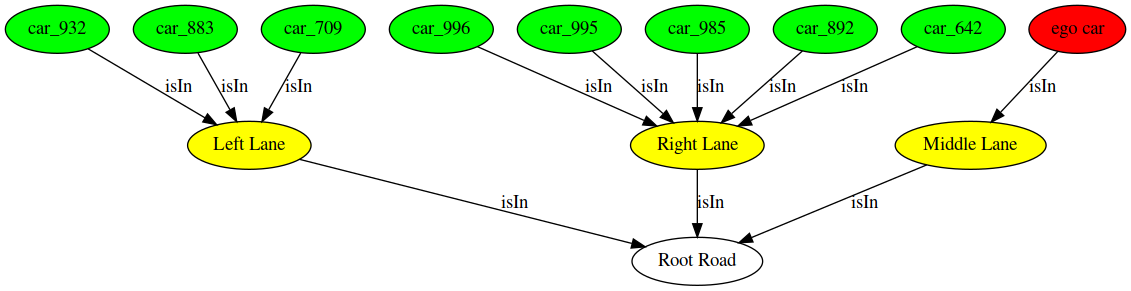 car_932 car_883 car_709 car_996 car_995 car_985 car_892 car_642 ego car
isIn isIn isIn isIn isIn isIn isIn isIn isIn
Left Lane Right Lane Middle Lane
isIn isIn isIn
Root Road